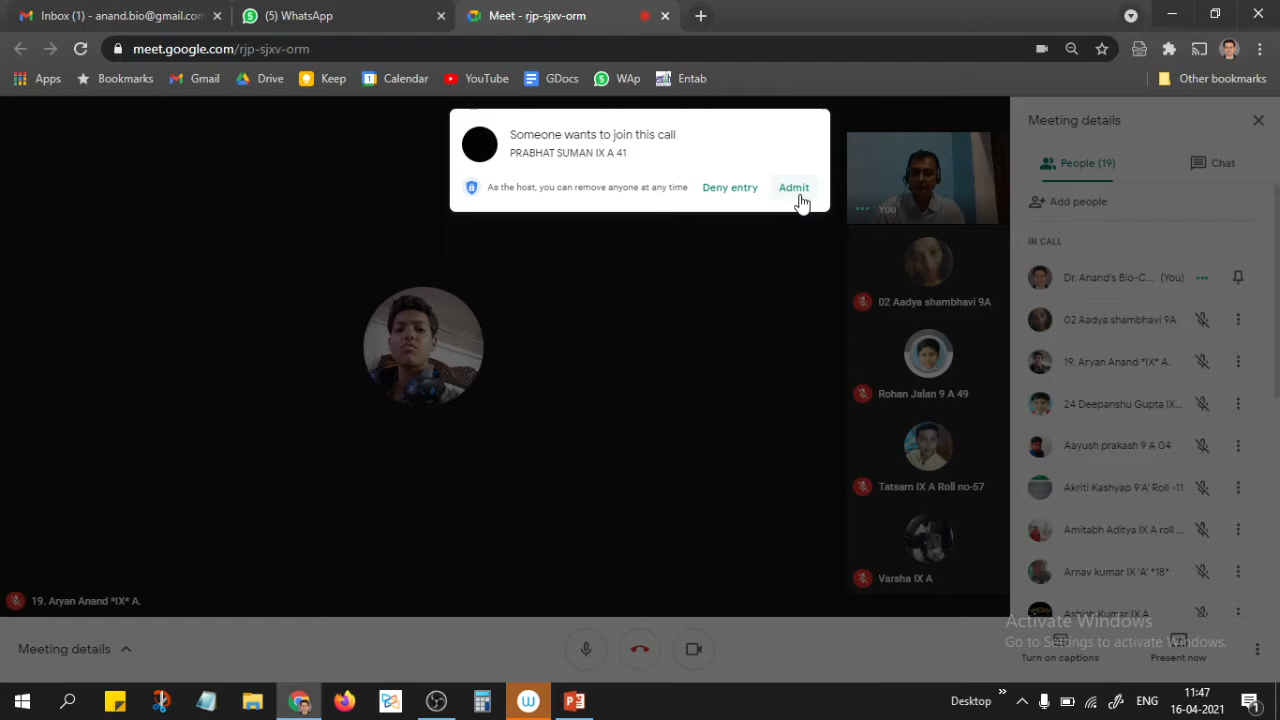 Inbox (1) - anand.bio@gmail.com
(5) WhatsApp
Meet - rjp-sjxv-orm
meet.google.com/rjp-sjxv-orm
Apps
Bookmarks
Gmail
Drive
Keep
Calendar
YouTube
GDocs
WAp
Entab
Other bookmarks
Someone wants to join this call
PRABHAT SUMAN IX A 41
As the host, you can remove anyone at any time
Deny entry
Admit
You
02 Aadya shambhavi 9A
Rohan Jalan 9 A 49
Tatsam IX A Roll no-57
Varsha IX A
19. Aryan Anand *IX* A.
Meeting details
People (19)
Chat
Add people
IN CALL
Dr. Anand's Bio-C... (You)
02 Aadya shambhavi 9A
19. Aryan Anand *IX* A.
24 Deepanshu Gupta IX...
Aayush prakash 9 A 04
Akriti Kashyap 9'A' Roll -11
Amitabh Aditya IX A roll ...
Arnav kumar IX 'A' *18*
Ashish Kumar IX A
Activate Windows
Go to Settings to activate Windows.
Meeting details
Turn on captions
Present now
Desktop
ENG
11:47
16-04-2021